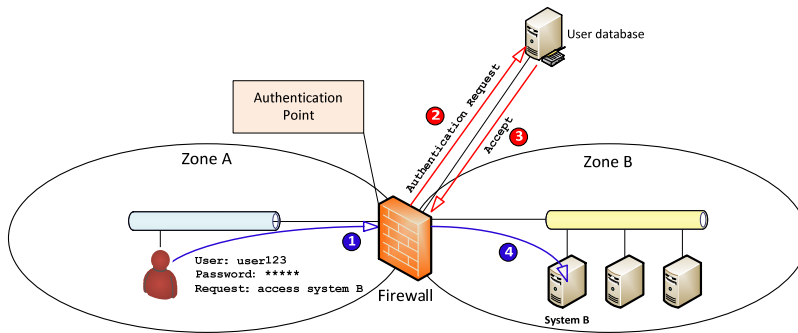 User database
Authentication
Point
2
Authentication Request
3
Accept
Zone A
Zone B
1
4
User: user123
Password: *****
Request: access system B
Firewall
System B